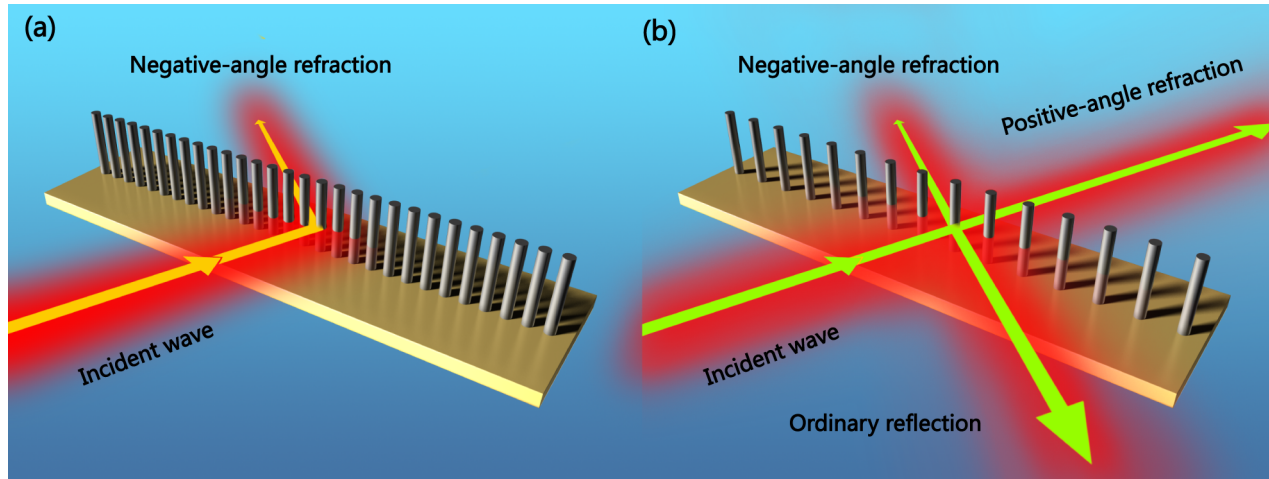 (a)
Negative-angle refraction
Incident wave
(b)
Negative-angle refraction
Positive-angle refraction
Incident wave
Ordinary reflection